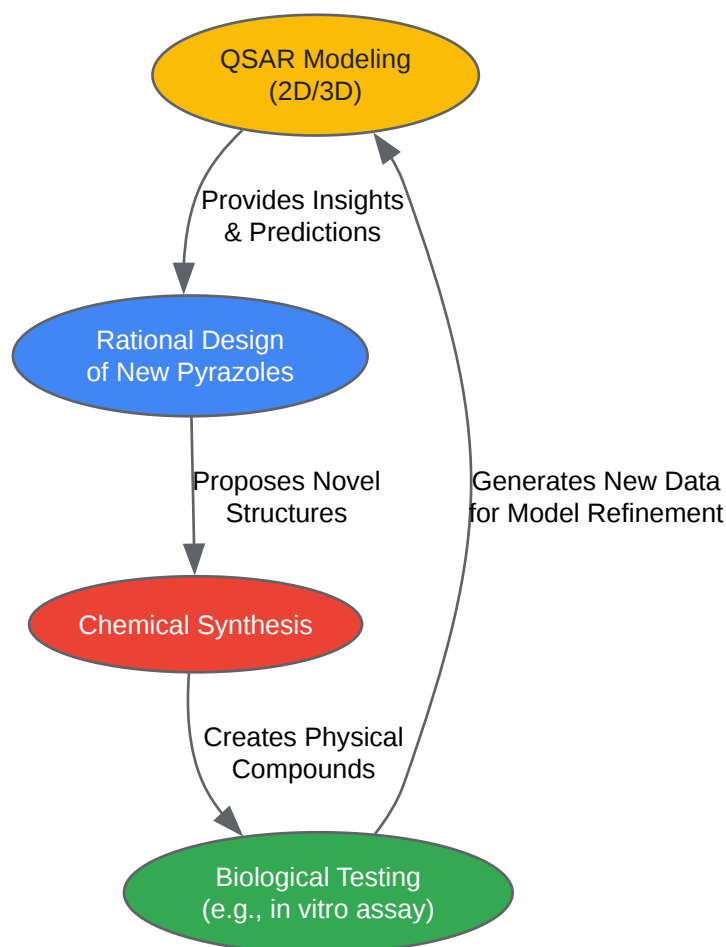 QSAR Modeling
(2D/3D)
Provides Insights
& Predictions
Rational Design
of New Pyrazoles
Proposes Novel
Structures
Generates New Data
for Model Refinement
Chemical Synthesis
Creates Physical
Compounds
Biological Testing
(e.g., in vitro assay)